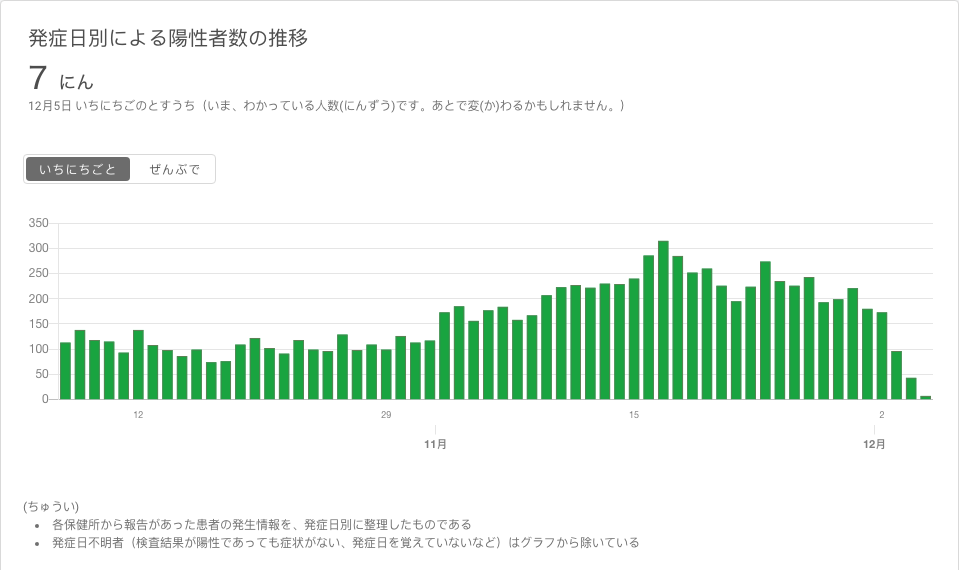 発症日別による陽性者数の推移
7 にん
12月5日 いちにちごのとすうち（いま、わかっている人数(にんずう)です。あとで変(か)わるかもしれません。）
いちにちごと ぜんぶで
350
300
250
200
150
100
50
0
12 29 15 2
11月 12月
(ちゅうい)
• 各保健所から報告があった患者の発生情報を、発症日別に整理したものである
• 発症日不明者（検査結果が陽性であっても症状がない、発症日を覚えていないなど）はグラフから除いている